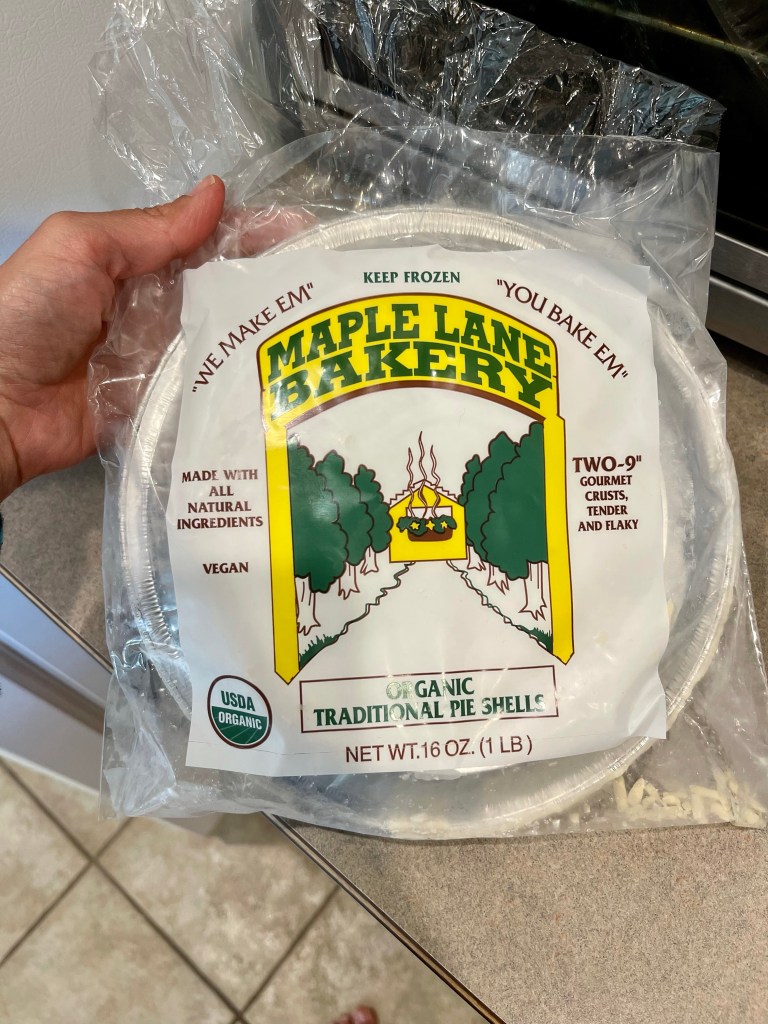 KEEP FROZEN
"WE MAKE EM"
"YOU BAKE EM"
MAPLE LANE
BAKERY
MADE WITH
ALL
NATURAL
INGREDIENTS
VEGAN
TWO-9"
GOURMET
CRUSTS,
TENDER
AND FLAKY
USDA
ORGANIC
ORGANIC
TRADITIONAL PIE SHELLS
NET WT.16 OZ. (1 LB)